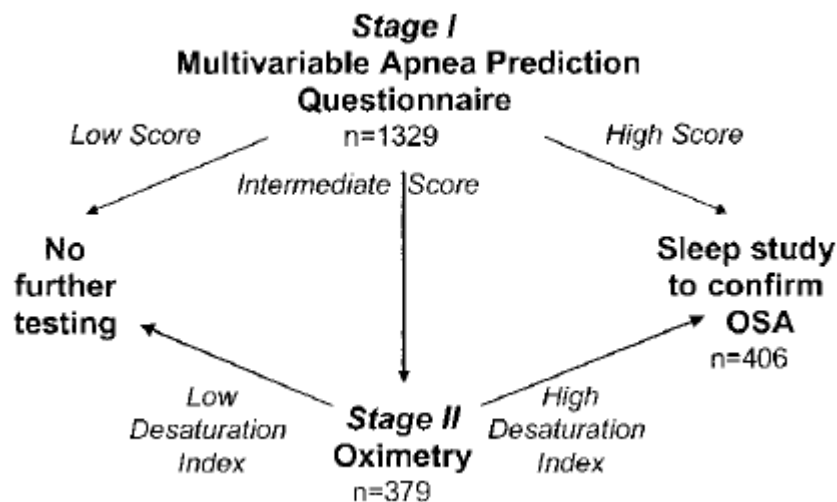 Stage I
Multivariable Apnea Prediction
Questionnaire
n=1329
Low Score
High Score
Intermediate Score
No
further
testing
Sleep study
to confirm
OSA
n=406
Low
Desaturation
Index
Stage II
Oximetry
n=379
High
Desaturation
Index